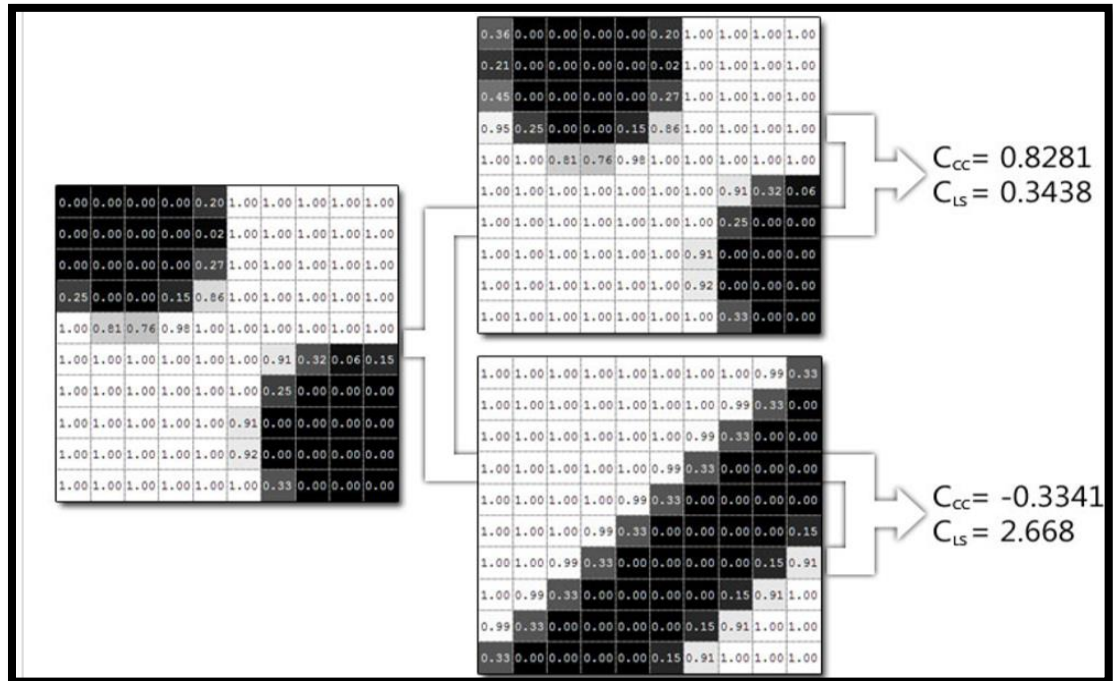 0.00 0.00 0.00 0.00 0.20 1.00 1.00 1.00 1.00 1.00
0.00 0.00 0.00 0.00 0.02 1.00 1.00 1.00 1.00 1.00
0.00 0.00 0.00 0.00 0.27 1.00 1.00 1.00 1.00 1.00
0.25 0.00 0.00 0.15 0.86 1.00 1.00 1.00 1.00 1.00
1.00 0.81 0.76 0.98 1.00 1.00 1.00 1.00 1.00 1.00
1.00 1.00 1.00 1.00 1.00 1.00 0.91 0.32 0.06 0.15
1.00 1.00 1.00 1.00 1.00 1.00 0.25 0.00 0.00 0.00
1.00 1.00 1.00 1.00 1.00 0.91 0.00 0.00 0.00 0.00
1.00 1.00 1.00 1.00 1.00 0.92 0.00 0.00 0.00 0.00
1.00 1.00 1.00 1.00 1.00 1.00 0.33 0.00 0.00 0.00
0.36 0.00 0.00 0.00 0.00 0.20 1.00 1.00 1.00 1.00
0.21 0.00 0.00 0.00 0.00 0.02 1.00 1.00 1.00 1.00
0.45 0.00 0.00 0.00 0.00 0.27 1.00 1.00 1.00 1.00
0.95 0.25 0.00 0.00 0.15 0.86 1.00 1.00 1.00 1.00
1.00 1.00 0.81 0.76 0.98 1.00 1.00 1.00 1.00 1.00
1.00 1.00 1.00 1.00 1.00 1.00 1.00 0.91 0.32 0.06
1.00 1.00 1.00 1.00 1.00 1.00 1.00 0.25 0.00 0.00
1.00 1.00 1.00 1.00 1.00 1.00 0.91 0.00 0.00 0.00
1.00 1.00 1.00 1.00 1.00 1.00 0.92 0.00 0.00 0.00
1.00 1.00 1.00 1.00 1.00 1.00 1.00 0.33 0.00 0.00
Ccc= 0.8281
CLS= 0.3438
1.00 1.00 1.00 1.00 1.00 1.00 1.00 1.00 0.99 0.33
1.00 1.00 1.00 1.00 1.00 1.00 1.00 0.99 0.33 0.00
1.00 1.00 1.00 1.00 1.00 1.00 0.99 0.33 0.00 0.00
1.00 1.00 1.00 1.00 1.00 0.99 0.33 0.00 0.00 0.00
1.00 1.00 1.00 1.00 0.99 0.33 0.00 0.00 0.00 0.00
1.00 1.00 1.00 0.99 0.33 0.00 0.00 0.00 0.00 0.15
1.00 1.00 0.99 0.33 0.00 0.00 0.00 0.00 0.15 0.91
1.00 0.99 0.33 0.00 0.00 0.00 0.00 0.15 0.91 1.00
0.99 0.33 0.00 0.00 0.00 0.00 0.15 0.91 1.00 1.00
0.33 0.00 0.00 0.00 0.00 0.15 0.91 1.00 1.00 1.00
Ccc= -0.3341
CLS= 2.668